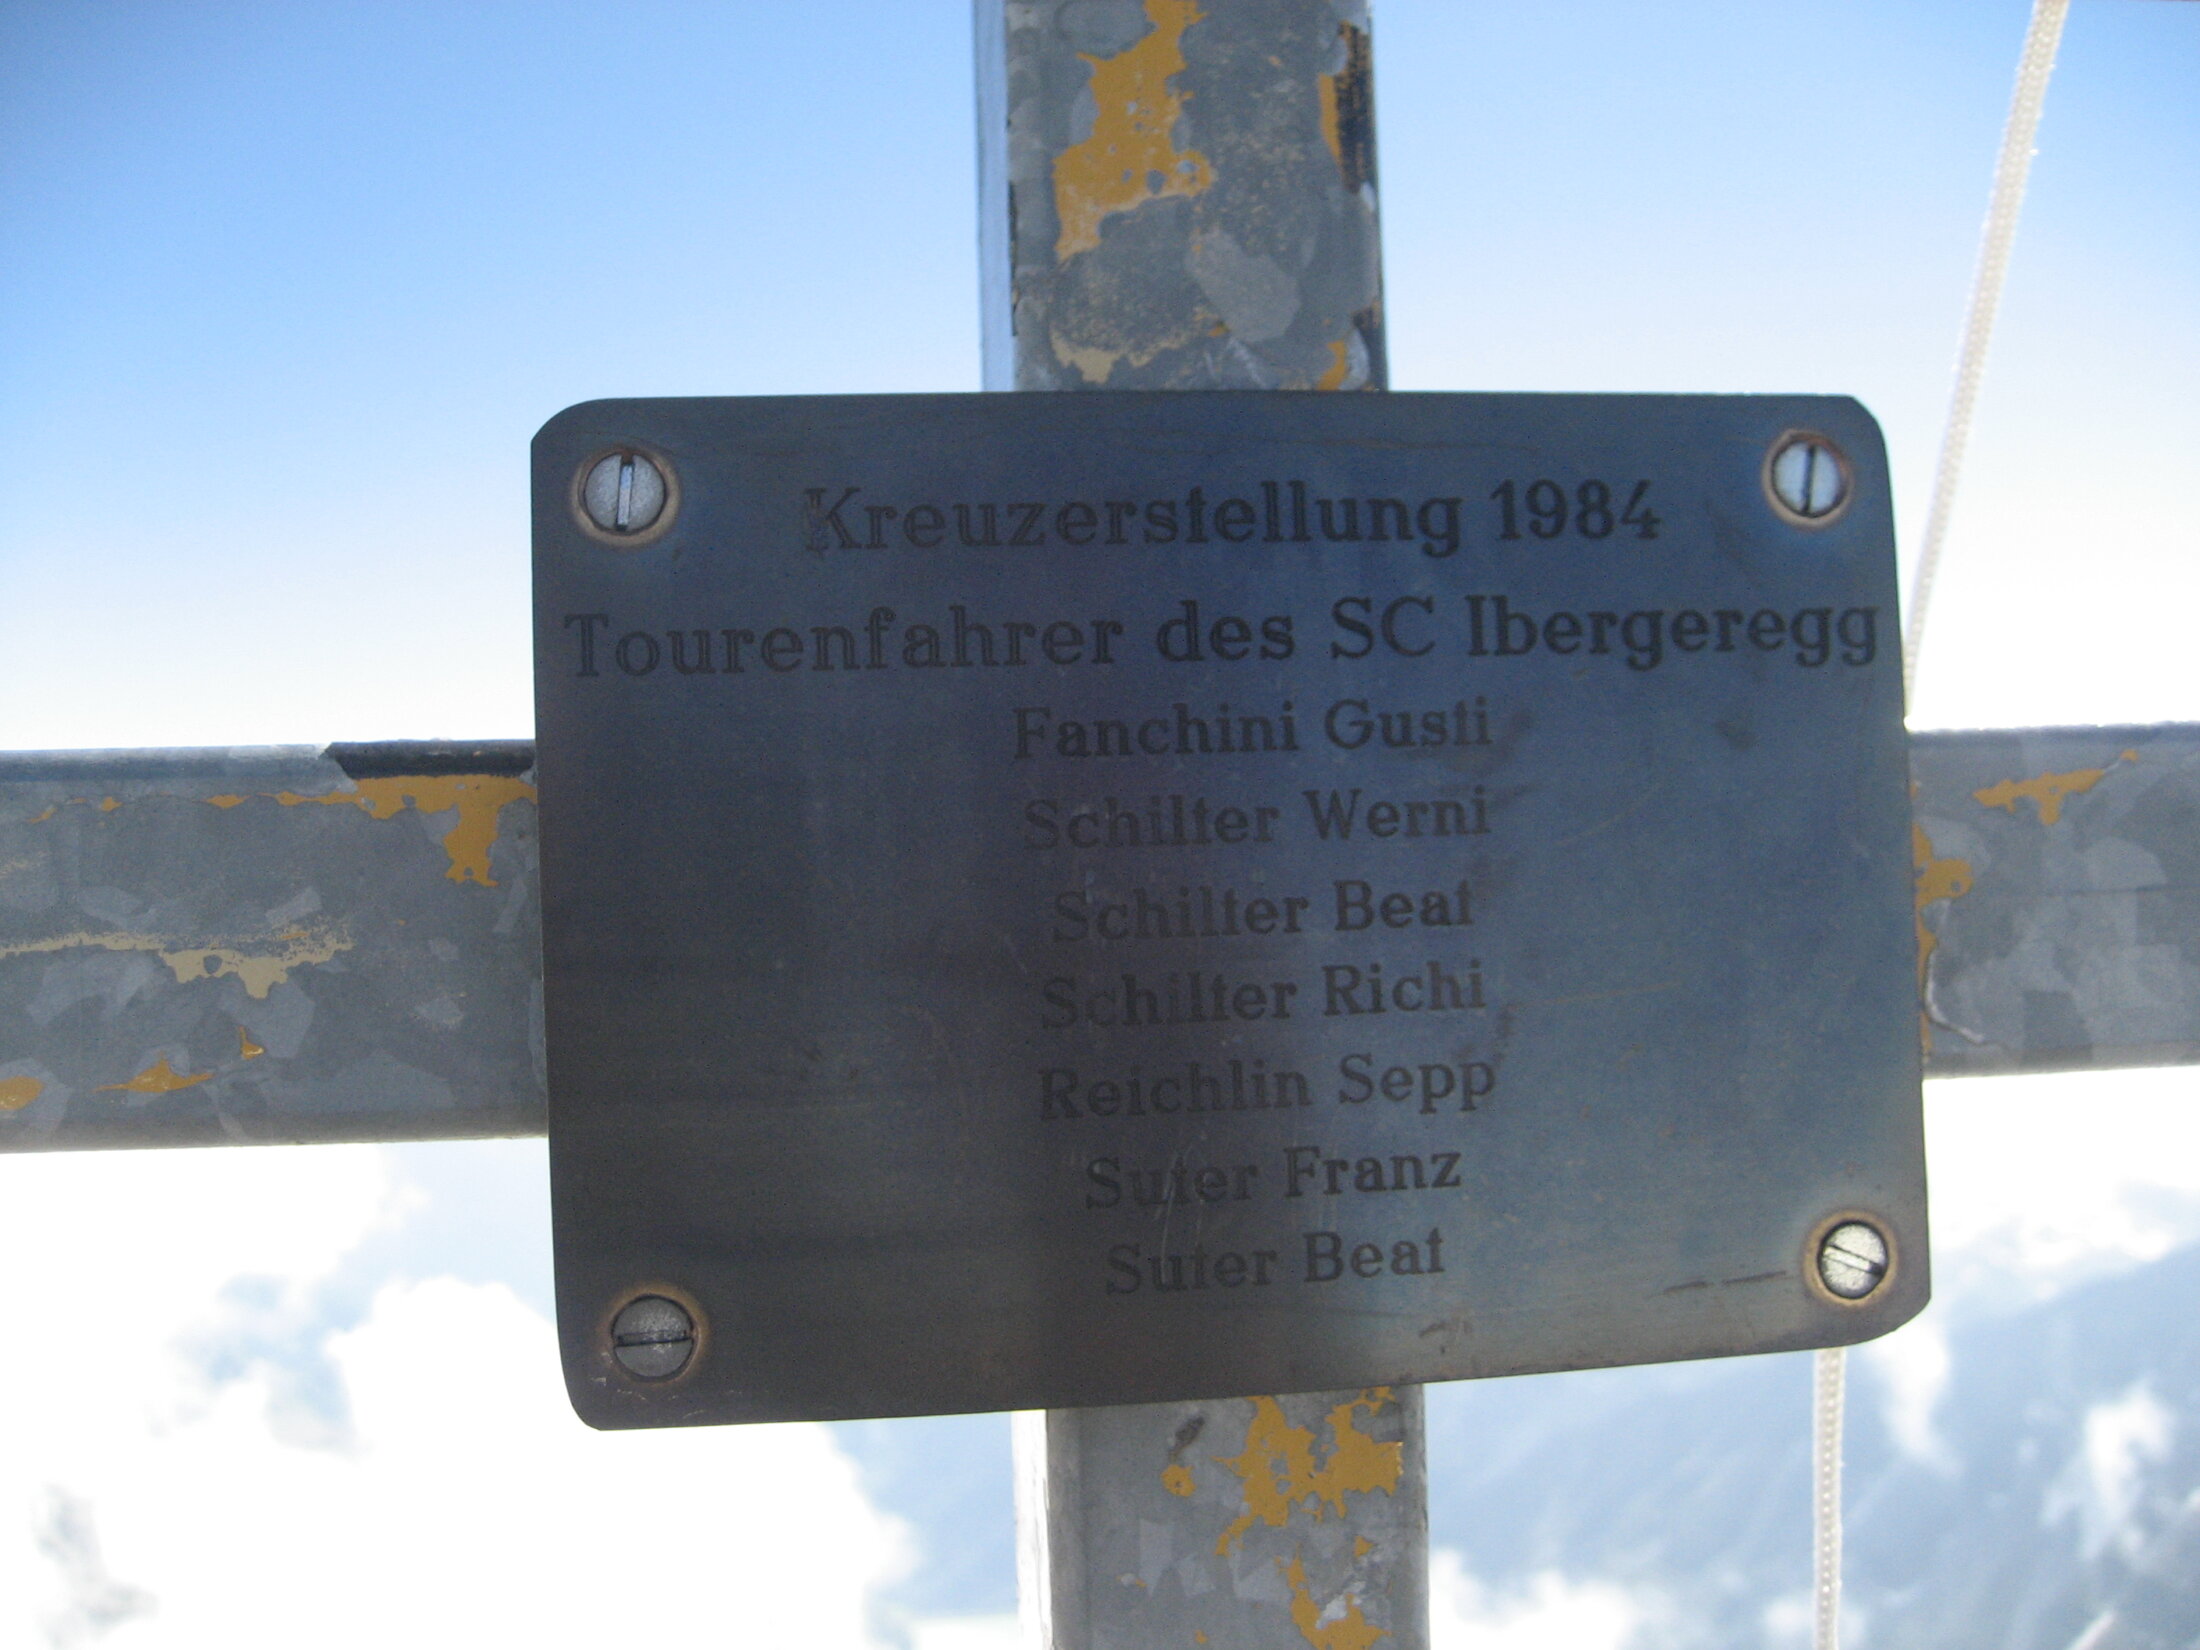 Kreuzerstellung 1984
Tourenfahrer des SC Ibergeregg
Fanchini Gusti
Schilter Werni
Schilter Beat
Schilter Richi
Reichlin Sepp
Suter Franz
Suter Beat